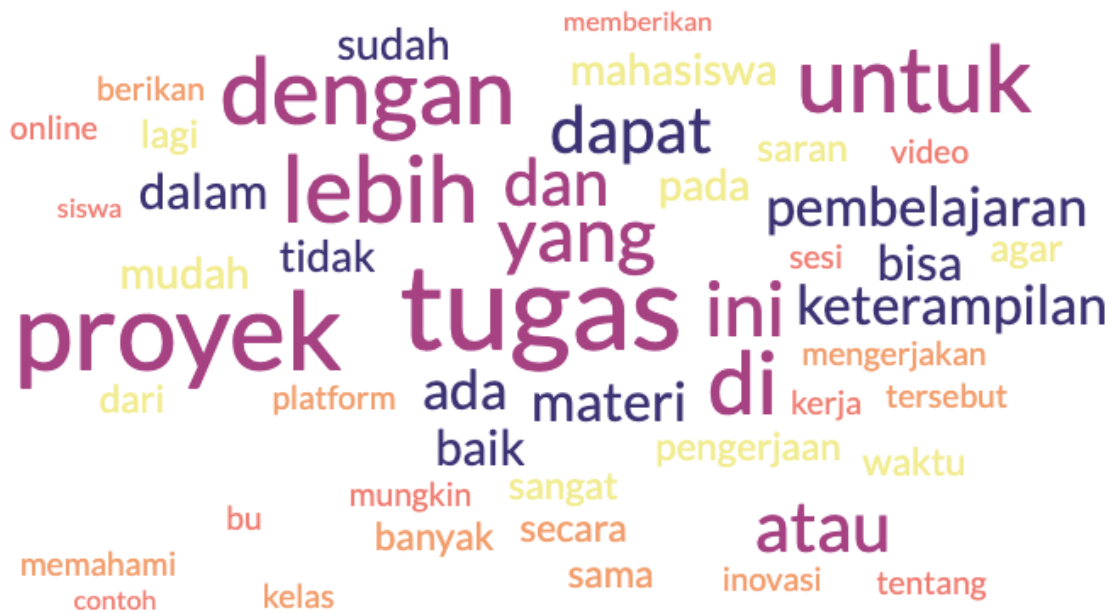 memberikan
sudah
mahasiswa
untuk
berikan
dengan
online
lagi
dapat
saran
video
siswa
dalam
lebih
dan
pada
pembelajaran
tidak
yang
sesi
bisa
agar
mudah
proyek
tugas
ini
keterampilan
mengerjakan
dari
platform
ada
materi
di
kerja
tersebut
baik
pengerjaan
waktu
mungkin
sangat
bu
banyak
secara
atau
memahami
sama
inovasi
tentang
contoh
kelas